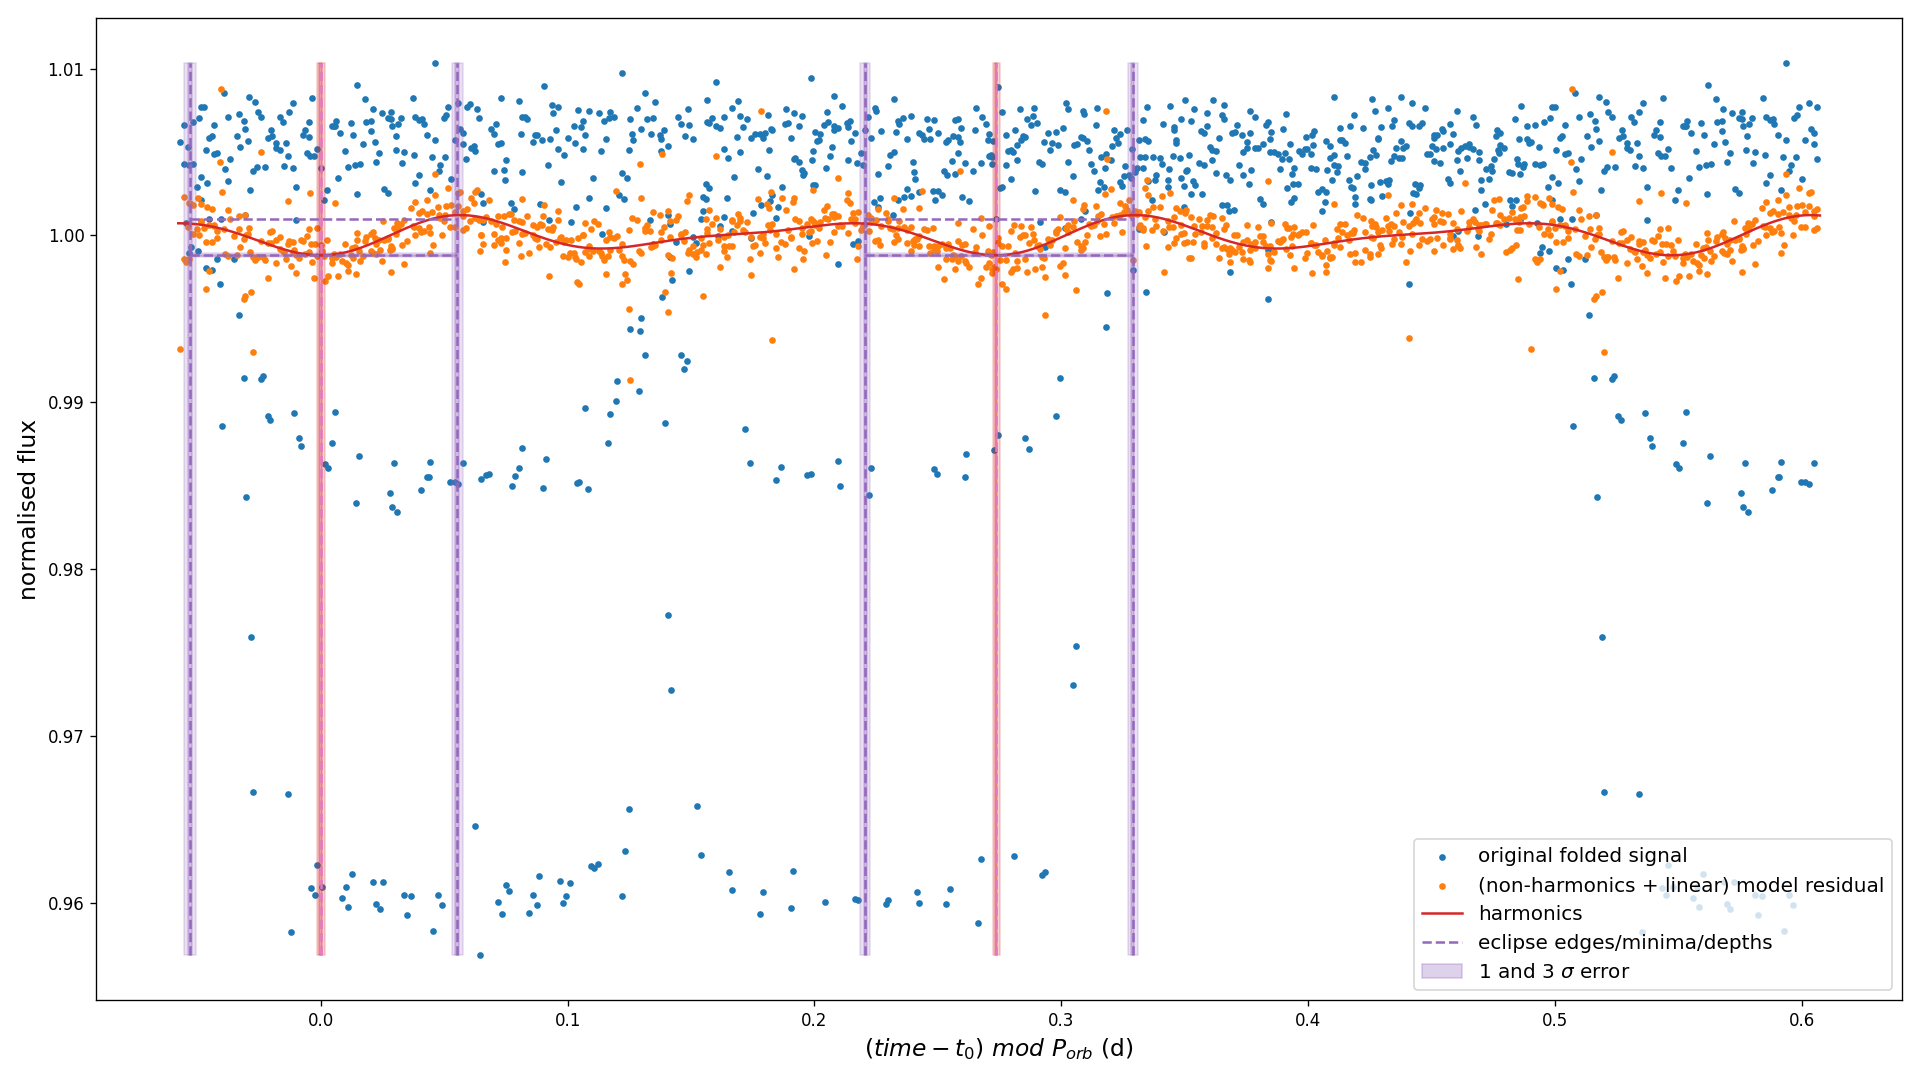 1.01
1.00
0.99
0.98
0.97
0.96
normalised flux
original folded signal
(non-harmonics + linear) model residual
harmonics
eclipse edges/minima/depths
1 and 3 σ error
0.0 0.1 0.2 0.3 0.4 0.5 0.6
(time − t₀) mod P_orb (d)